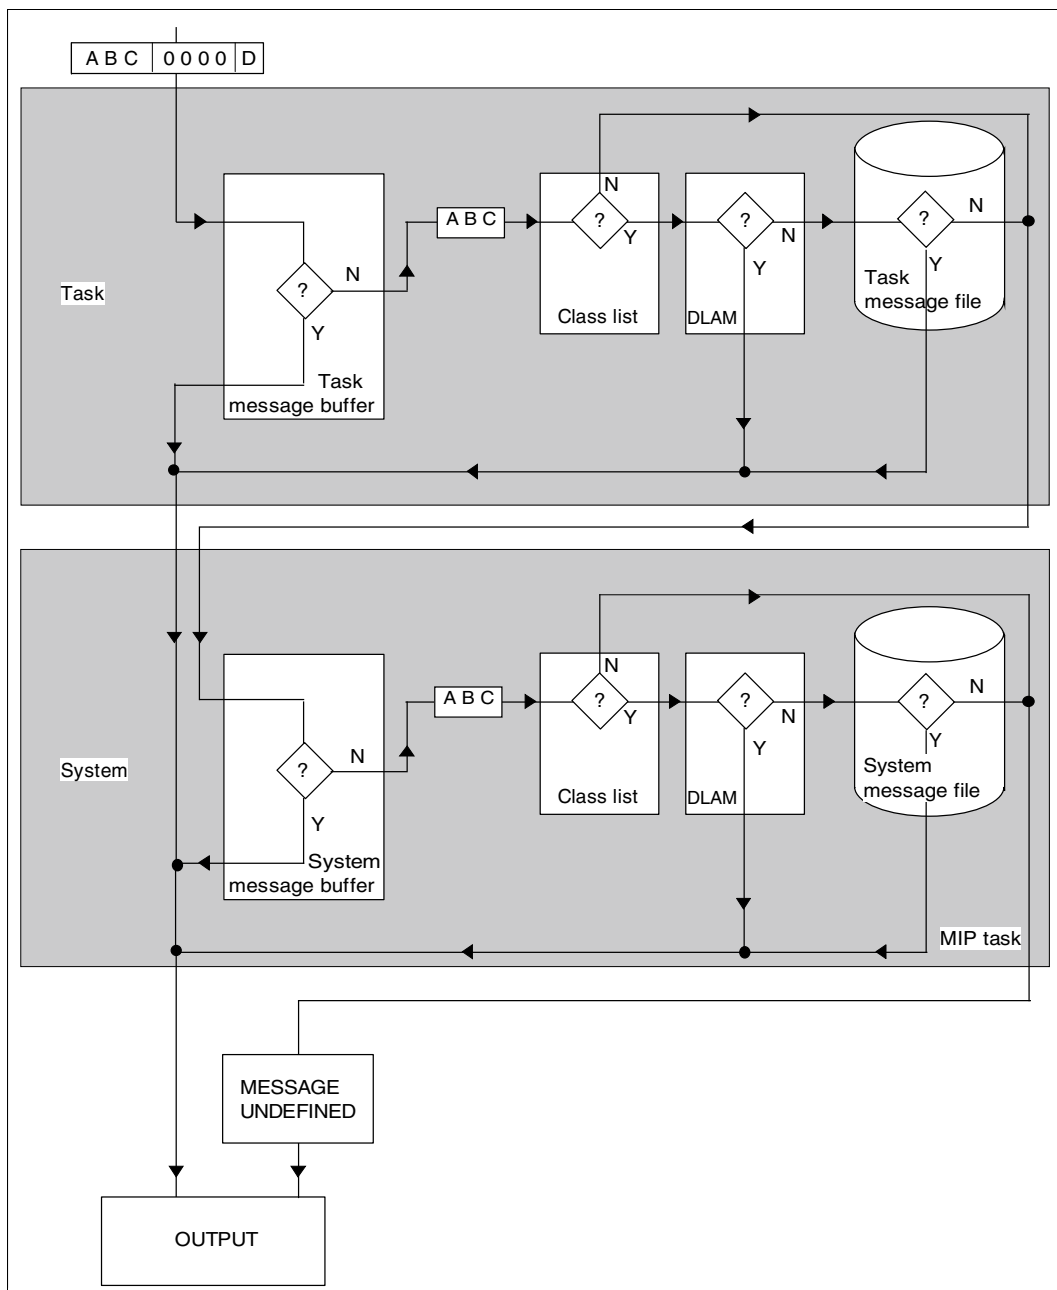 A B C 0 0 0 0 D
N
N
?
A B C
?
Y
?
N
?
Y
Y
N
Task
?
Y
Class list
DLAM
Task
message file
Task
message buffer
N
N
?
A B C
?
Y
?
N
?
Y
Y
N
System
?
Y
Class list
DLAM
System
message file
System
message buffer
MIP task
MESSAGE
UNDEFINED
OUTPUT